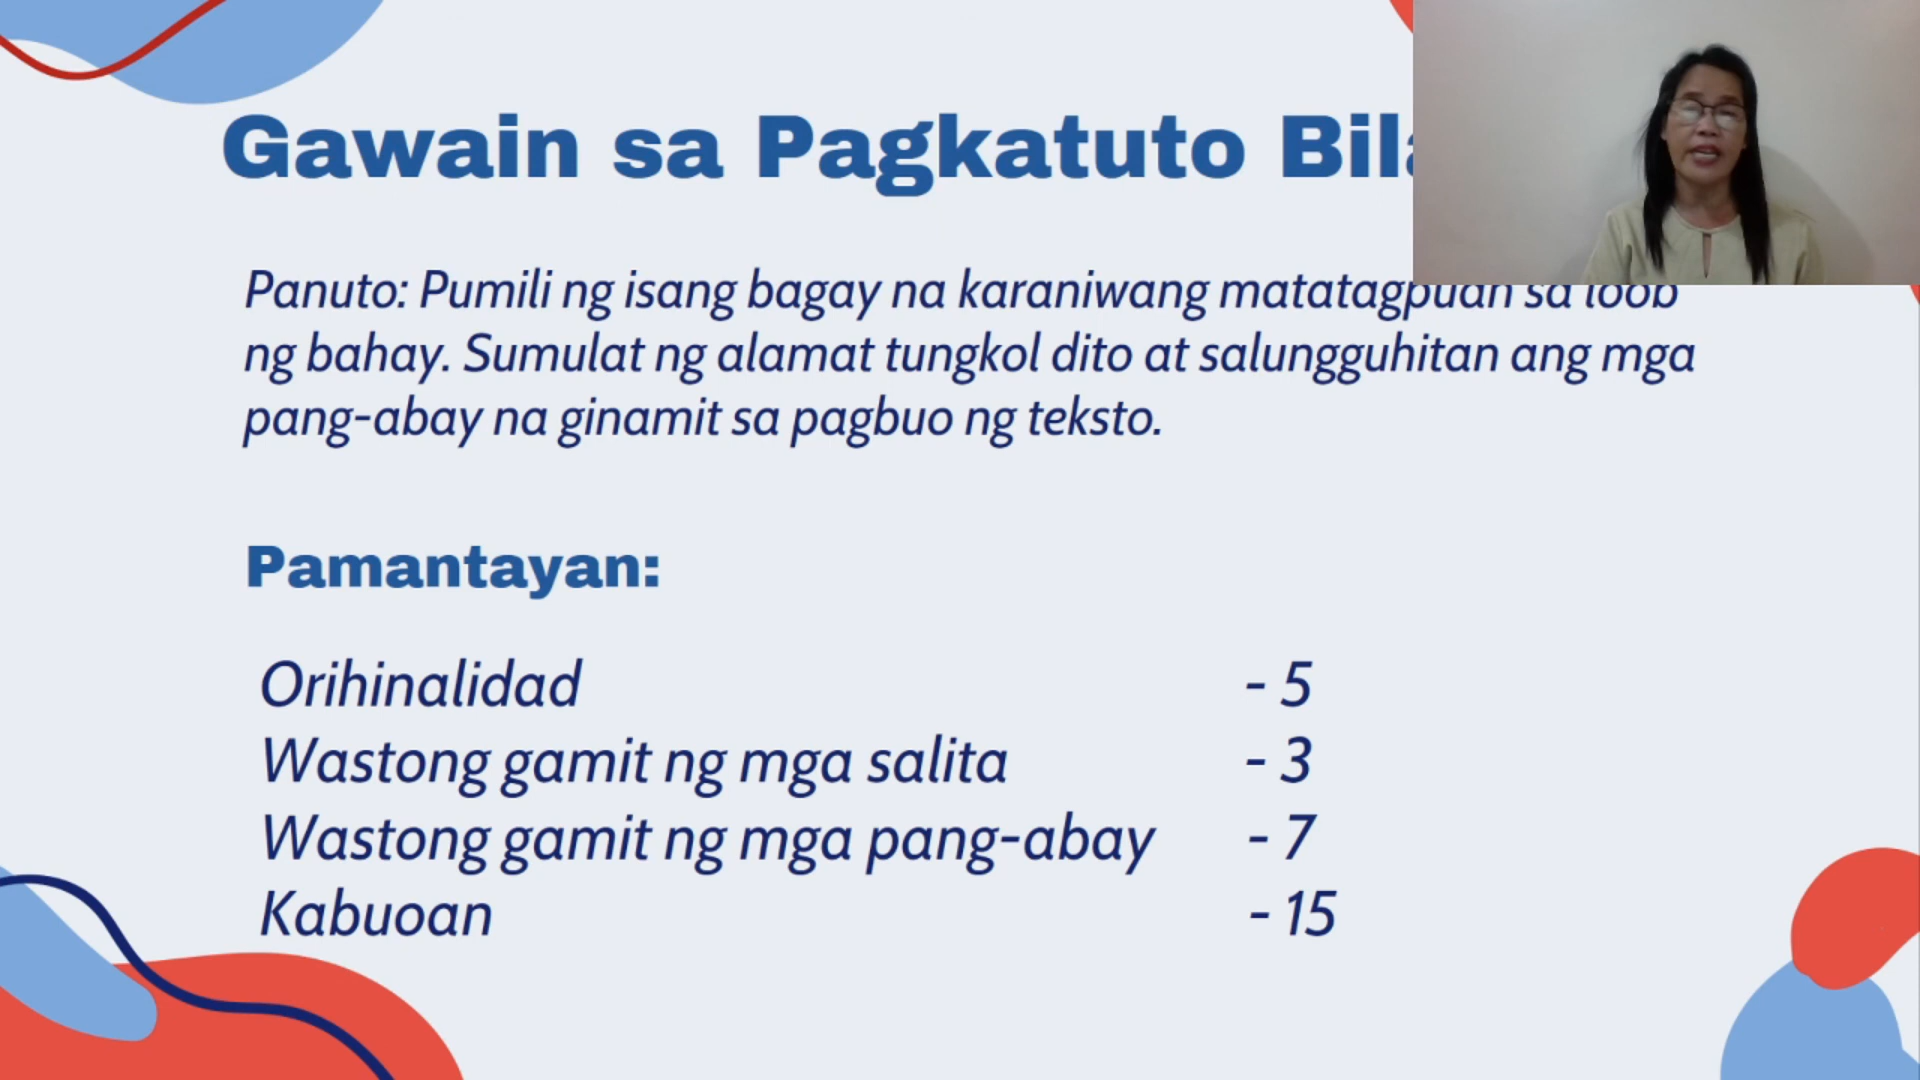 Gawain sa Pagkatuto
Panuto: Pumili ng isang bagay na karaniwang matatagpuan sa loob
ng bahay. Sumulat ng alamat tungkol dito at salungguhitan ang mga
pang-abay na ginamit sa pagbuo ng teksto.
Pamantayan:
Orihinalidad - 5
Wastong gamit ng mga salita - 3
Wastong gamit ng mga pang-abay - 7
Kabuoan - 15